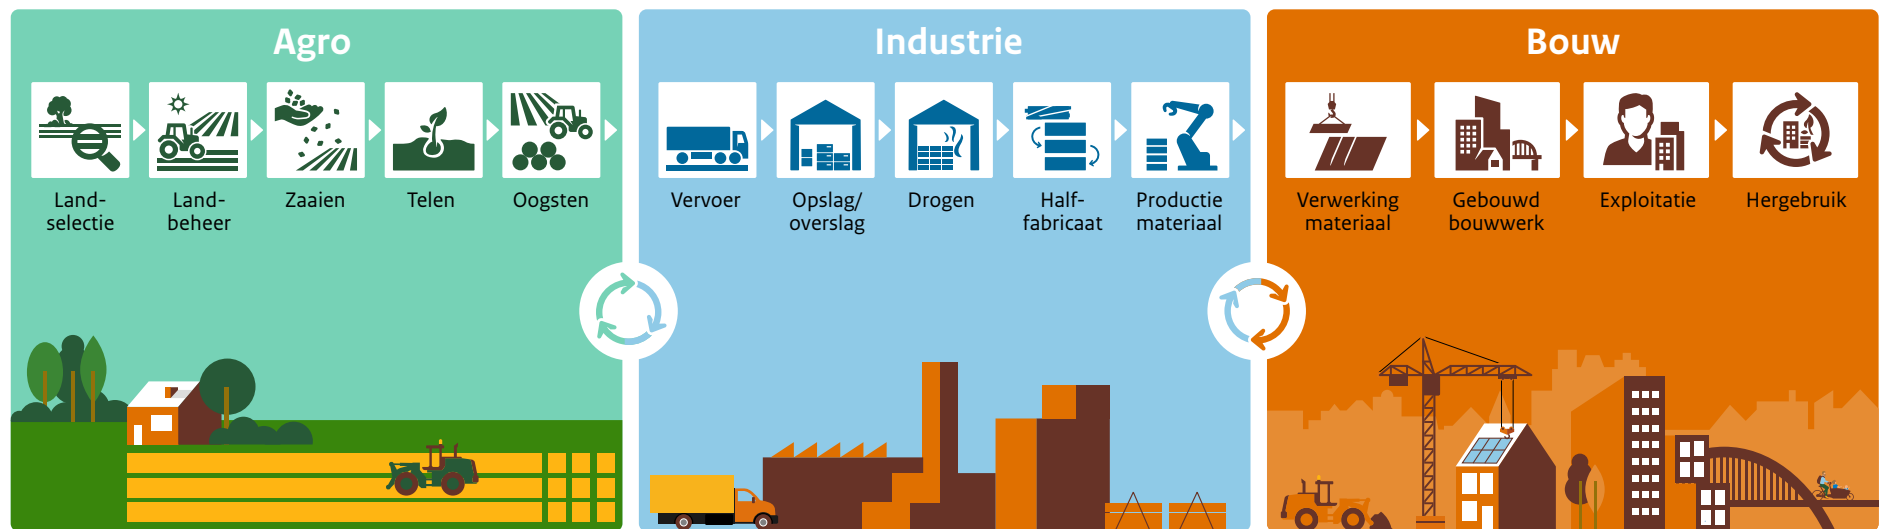 Agro
Land-
selectie
Land-
beheer
Zaaien
Telen
Oogsten
Industrie
Vervoer
Opslag/
overslag
Drogen
Half-
fabricaat
Productie
materiaal
Bouw
Verwerking
materiaal
Gebouwd
bouwwerk
Exploitatie
Hergebruik